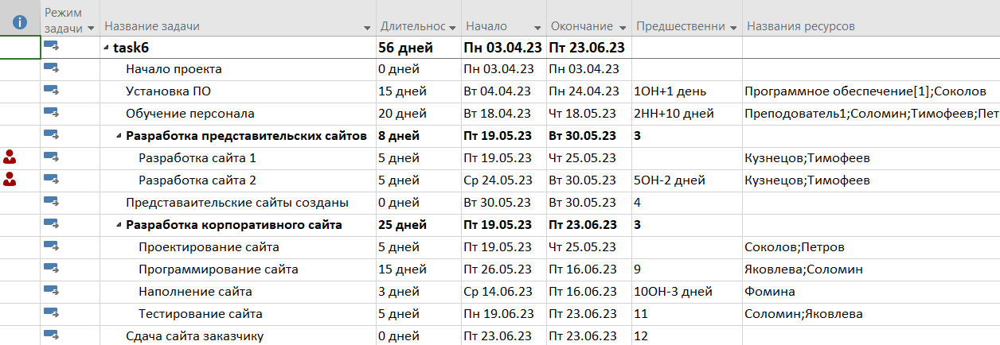 Режим задачи Название задачи Длительнос Начало Окончание Предшественни Названия ресурсов
task6 56 дней Пн 03.04.23 Пт 23.06.23
Начало проекта 0 дней Пн 03.04.23 Пн 03.04.23
Установка ПО 15 дней Вт 04.04.23 Пн 24.04.23 1ОН+1 день Программное обеспечение[1];Соколов
Обучение персонала 20 дней Вт 18.04.23 Чт 18.05.23 2НН+10 дней Преподователь1;Соломин;Тимофеев;Пет
Разработка представительских сайтов 8 дней Пт 19.05.23 Вт 30.05.23 3
Разработка сайта 1 5 дней Пт 19.05.23 Чт 25.05.23 Кузнецов;Тимофеев
Разработка сайта 2 5 дней Ср 24.05.23 Вт 30.05.23 5ОН-2 дней Кузнецов;Тимофеев
Представаительские сайты созданы 0 дней Вт 30.05.23 Вт 30.05.23 4
Разработка корпоративного сайта 25 дней Пт 19.05.23 Пт 23.06.23 3
Проектирование сайта 5 дней Пт 19.05.23 Чт 25.05.23 Соколов;Петров
Программирование сайта 15 дней Пт 26.05.23 Пт 16.06.23 9 Яковлева;Соломин
Наполнение сайта 3 дней Ср 14.06.23 Пт 16.06.23 10ОН-3 дней Фомина
Тестирование сайта 5 дней Пн 19.06.23 Пт 23.06.23 11 Соломин;Яковлева
Сдача сайта заказчику 0 дней Пт 23.06.23 Пт 23.06.23 12